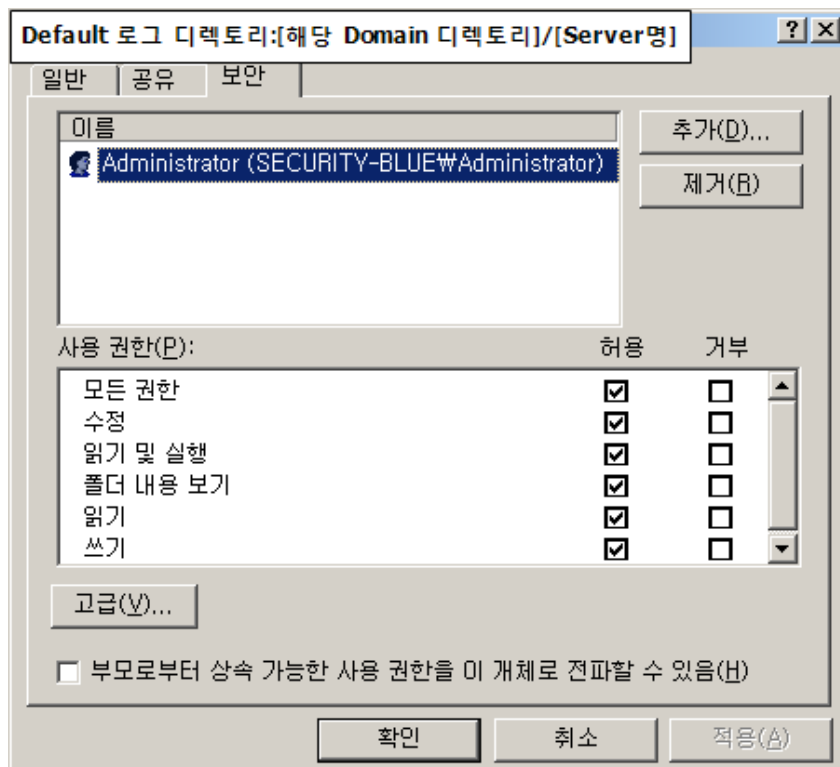 Default 로그 디렉토리:[해당 Domain 디렉토리]/[Server명]
? X
일반 공유 보안
이름
추가(D)...
Administrator (SECURITY-BLUE₩Administrator)
제거(R)
사용 권한(P): 허용 거부
모든 권한
수정
읽기 및 실행
폴더 내용 보기
읽기
쓰기
고급(V)...
부모로부터 상속 가능한 사용 권한을 이 개체로 전파할 수 있음(H)
확인 취소 적용(A)